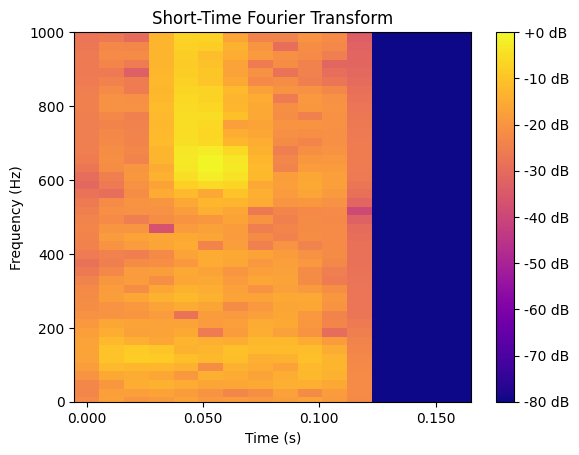 Short-Time Fourier Transform
1000
800
600
400
200
0
Frequency (Hz)
0.000
0.050
0.100
0.150
Time (s)
+0 dB
-10 dB
-20 dB
-30 dB
-40 dB
-50 dB
-60 dB
-70 dB
-80 dB